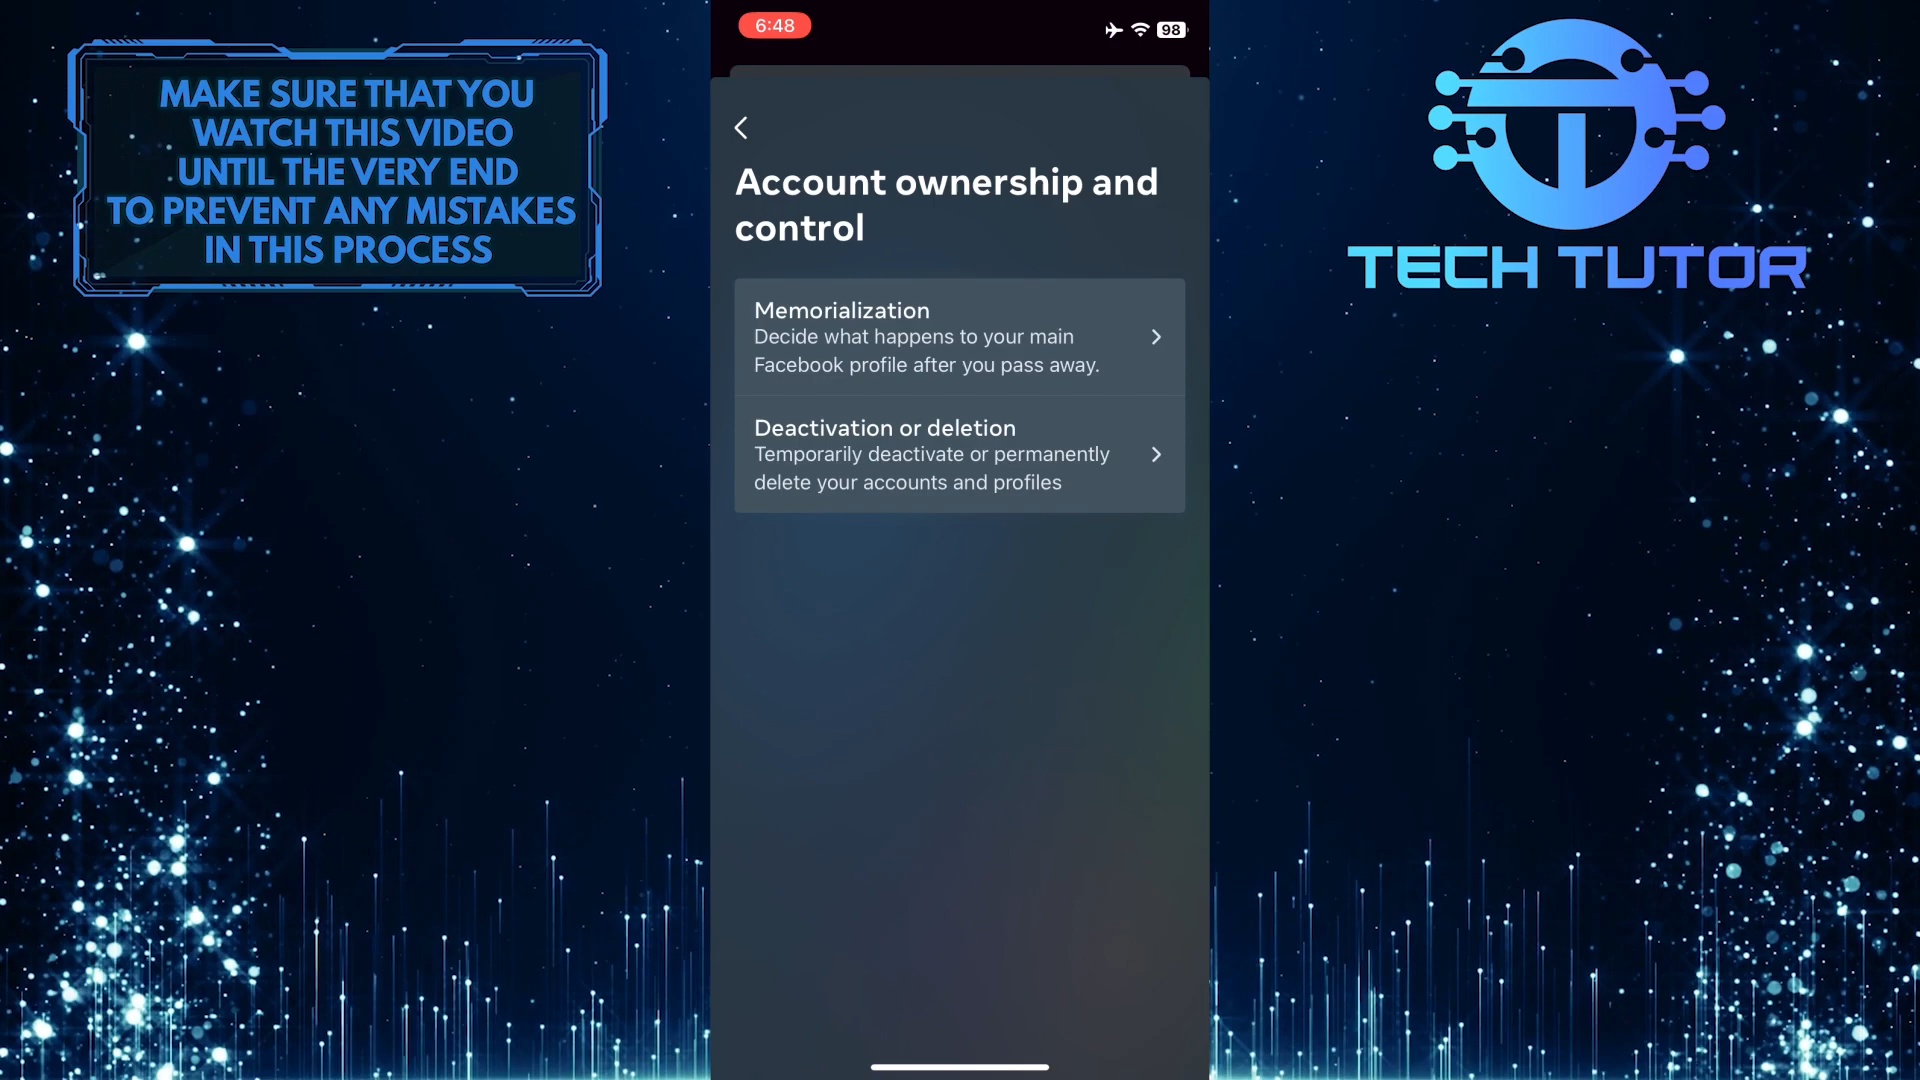 MAKE SURE THAT YOU
WATCH THIS VIDEO
UNTIL THE VERY END
TO PREVENT ANY MISTAKES
IN THIS PROCESS
6:48
98
Account ownership and
control
Memorialization
Decide what happens to your main
Facebook profile after you pass away.
Deactivation or deletion
Temporarily deactivate or permanently
delete your accounts and profiles
TECH TUTOR